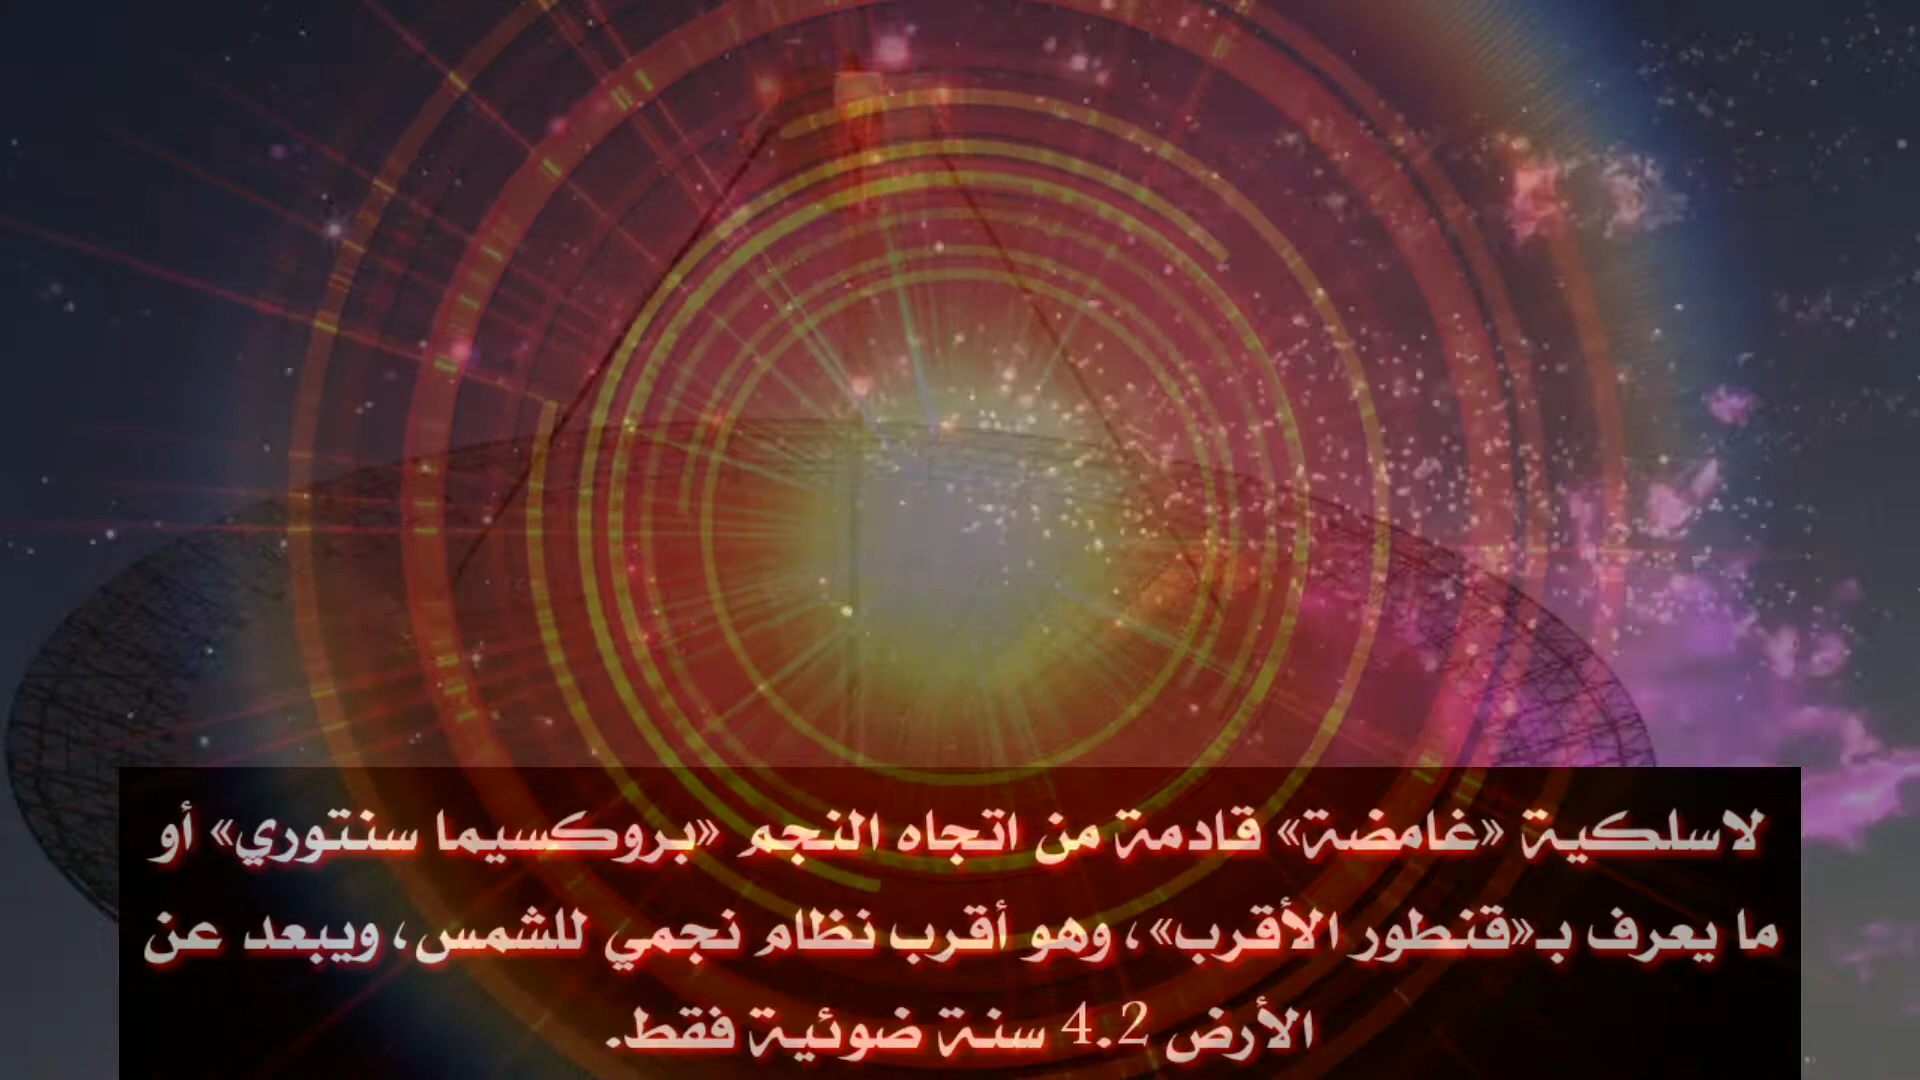 لاسلكية «غامضة» قادمة من اتجاه النجم «بروكسيما سنتوري» أو
ما يعرف بـ«قنطور الأقرب»، وهو أقرب نظام نجمي للشمس، ويبعد عن
الأرض 4.2 سنة ضوئية فقط.